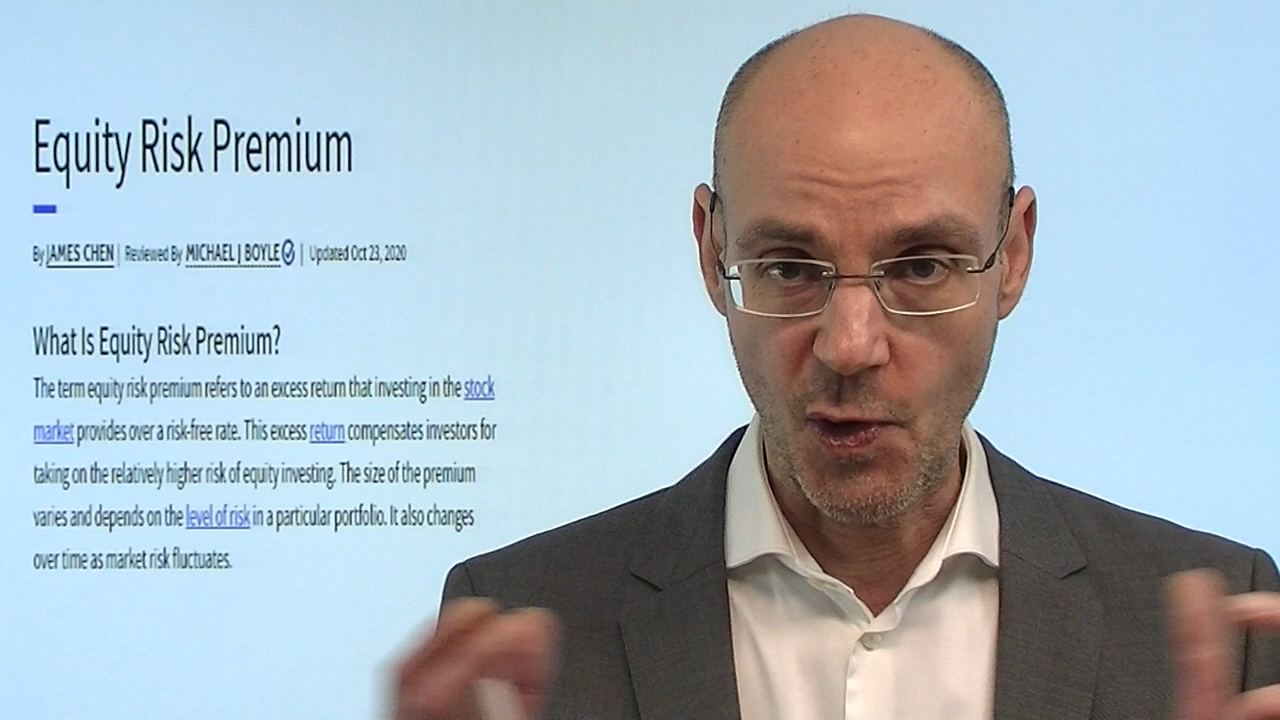 Equity Risk Premium
By JAMES CHEN | Reviewed By MICHAEL J BOYLE | Updated Oct 23, 2020
What Is Equity Risk Premium?
The term equity risk premium refers to an excess return that investing in the stock
market provides over a risk-free rate. This excess return compensates investors for
taking on the relatively higher risk of equity investing. The size of the premium
varies and depends on the level of risk in a particular portfolio. It also changes
over time as market risk fluctuates.